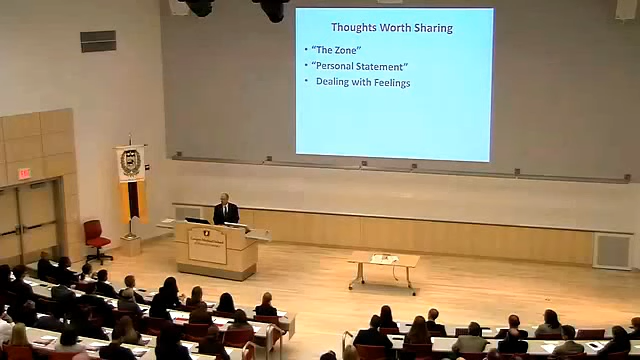 Thoughts Worth Sharing
• “The Zone”
• “Personal Statement”
• Dealing with Feelings
EXIT